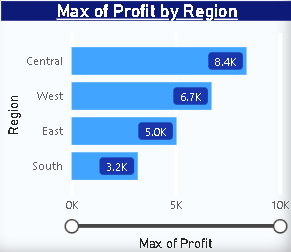 Max of Profit by Region
Region
Central
8.4K
West
6.7K
East
5.0K
South
3.2K
0K 5K 10K
Max of Profit